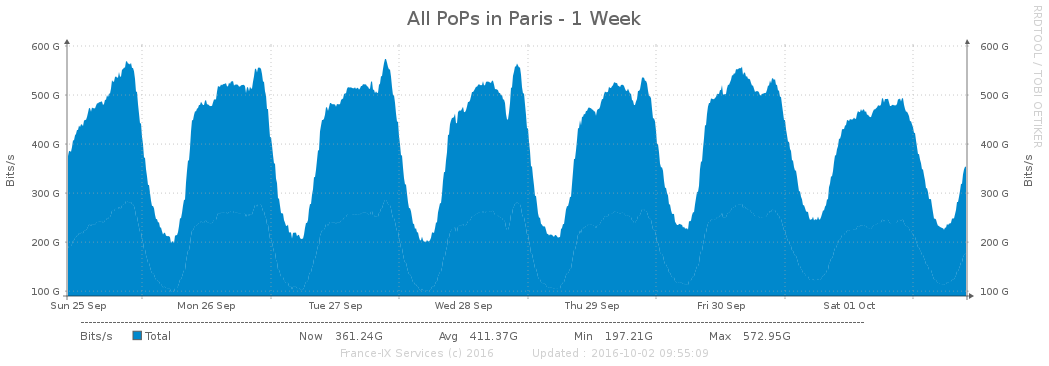 All PoPs in Paris - 1 Week
RRDTOOL / TOBI OETIKER
600 G 600 G
500 G 500 G
400 G 400 G
300 G 300 G
200 G 200 G
100 G 100 G
Bits/s Bits/s
Sun 25 Sep Mon 26 Sep Tue 27 Sep Wed 28 Sep Thu 29 Sep Fri 30 Sep Sat 01 Oct
Bits/s Total Now 361.24G Avg 411.37G Min 197.21G Max 572.95G
France-IX Services (c) 2016 Updated : 2016-10-02 09:55:09